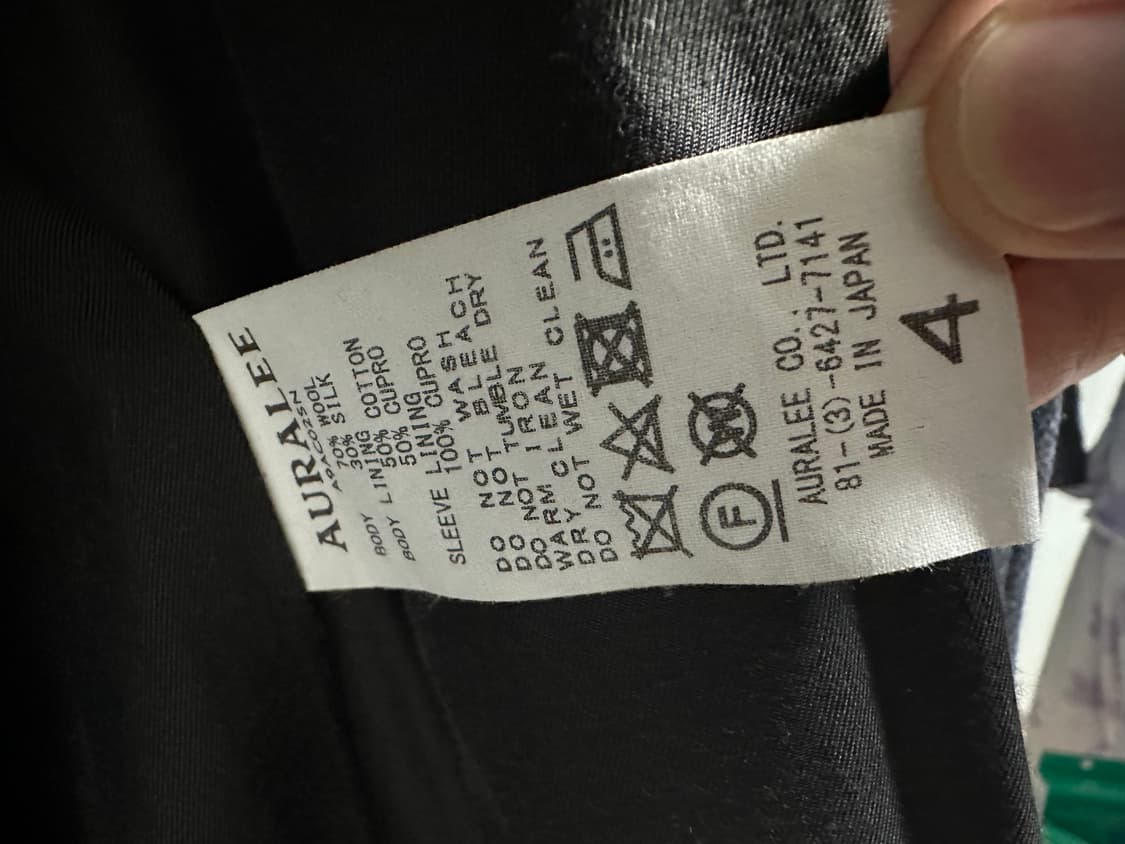 AURALEE
A9AC02SN
70% WOOL
30% SILK
BODY LINING
50% COTTON
50% CUPRO
BODY LINING
SLEEVE LINING
100% CUPRO
DO NOT WASH
DO NOT BLEACH
DO NOT TUMBLE DRY
WARM IRON
DRY CLEAN
DO NOT WET CLEAN
F W
AURALEE CO., LTD.
81-(3)-6427-7141
MADE IN JAPAN
4